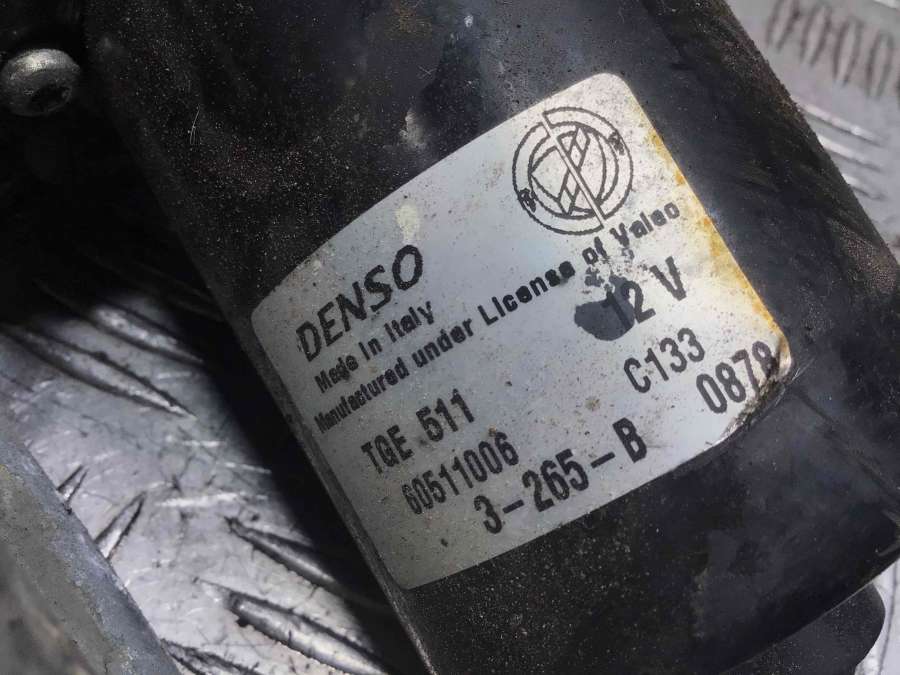 DENSO
Made in Italy
Manufactured under License of Valeo
12 V
TGE 511
C133
60511006
0878
3-265-B